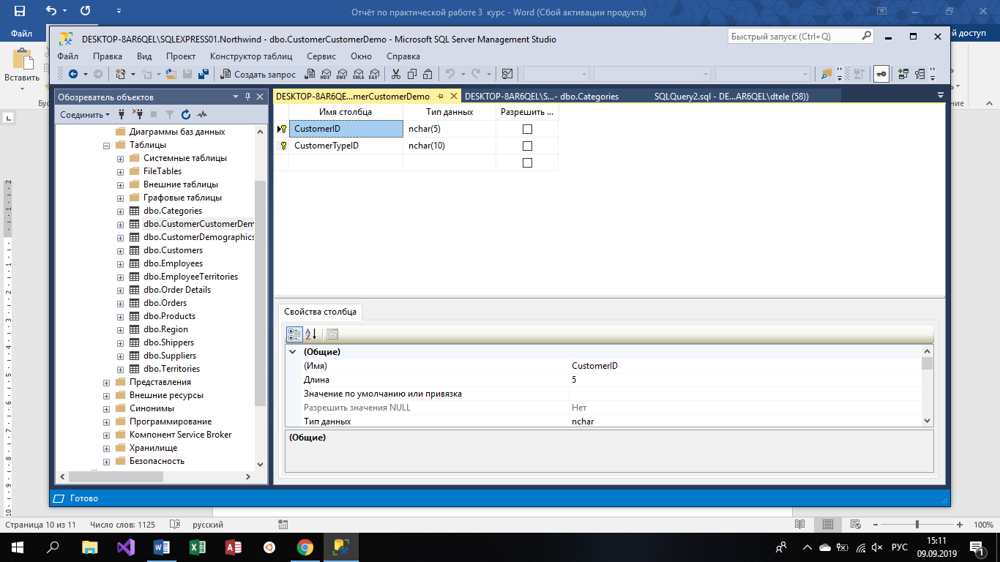 Отчёт по практической работе 3 курс - Word (Сбой активации продукта)
Файл
й доступ
Вставить
DESKTOP-8AR6QEL\SQLEXPRESS01.Northwind - dbo.CustomerCustomerDemo - Microsoft SQL Server Management Studio
Быстрый запуск (Ctrl+Q)
Файл Правка Вид Проект Конструктор таблиц Сервис Окно Справка
MDX DMX XMLA DAX
Создать запрос
Обозреватель объектов
DESKTOP-8AR6QE...merCustomerDemo
DESKTOP-8AR6QEL\S...- dbo.Categories
SQLQuery2.sql - DE...AR6QEL\dtele (58))
Соединить
Диаграммы баз данных
Таблицы
Системные таблицы
FileTables
Внешние таблицы
Графовые таблицы
dbo.Categories
dbo.CustomerCustomerDem
dbo.CustomerDemographics
dbo.Customers
dbo.Employees
dbo.EmployeeTerritories
dbo.Order Details
dbo.Orders
dbo.Products
dbo.Region
dbo.Shippers
dbo.Suppliers
dbo.Territories
Представления
Внешние ресурсы
Синонимы
Программирование
Компонент Service Broker
Хранилище
Безопасность
Имя столбца Тип данных Разрешить ...
CustomerID nchar(5)
CustomerTypeID nchar(10)
Свойства столбца
(Общие)
(Имя) CustomerID
Длина 5
Значение по умолчанию или привязка
Разрешить значения NULL Нет
Тип данных nchar
(Общие)
Готово
Страница 10 из 11 Число слов: 1125 русский 100%
РУС
15:11
09.09.2019
1